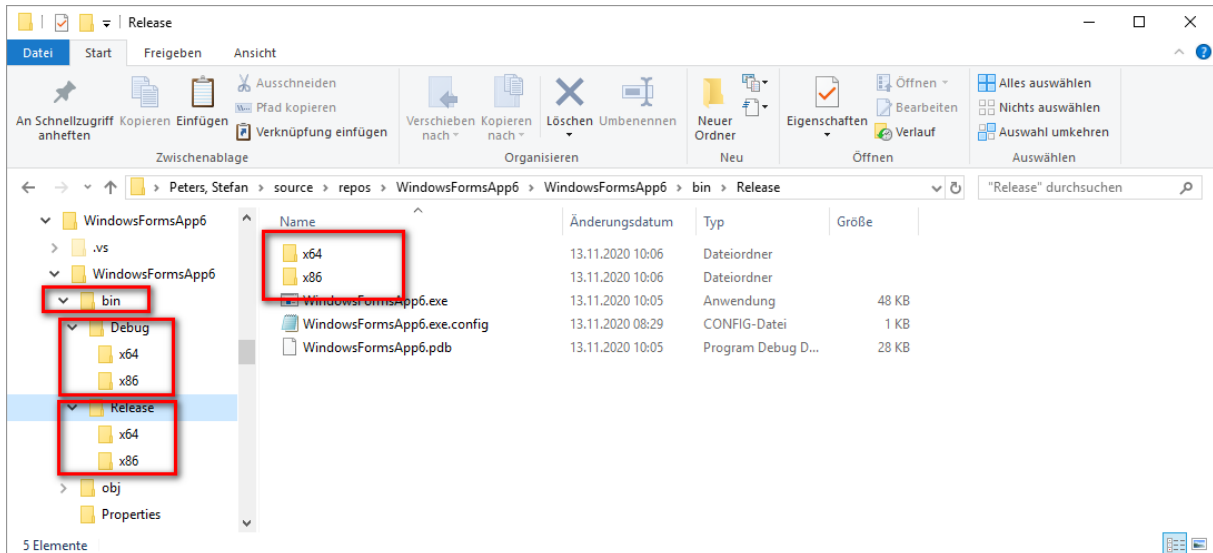 Release
Datei Start Freigeben Ansicht
An Schnellzugriff anheften
Kopieren
Einfügen
Ausschneiden
Pfad kopieren
Verknüpfung einfügen
Zwischenablage
Verschieben nach
Kopieren nach
Löschen
Umbenennen
Organisieren
Neuer Ordner
Neu
Eigenschaften
Öffnen
Bearbeiten
Verlauf
Öffnen
Alles auswählen
Nichts auswählen
Auswahl umkehren
Auswählen
Peters, Stefan › source › repos › WindowsFormsApp6 › WindowsFormsApp6 › bin › Release
"Release" durchsuchen
WindowsFormsApp6
.vs
WindowsFormsApp6
bin
Debug
x64
x86
Release
x64
x86
obj
Properties
Name Änderungsdatum Typ Größe
x64 13.11.2020 10:06 Dateiordner
x86 13.11.2020 10:06 Dateiordner
WindowsFormsApp6.exe 13.11.2020 10:05 Anwendung 48 KB
WindowsFormsApp6.exe.config 13.11.2020 08:29 CONFIG-Datei 1 KB
WindowsFormsApp6.pdb 13.11.2020 10:05 Program Debug D... 28 KB
5 Elemente